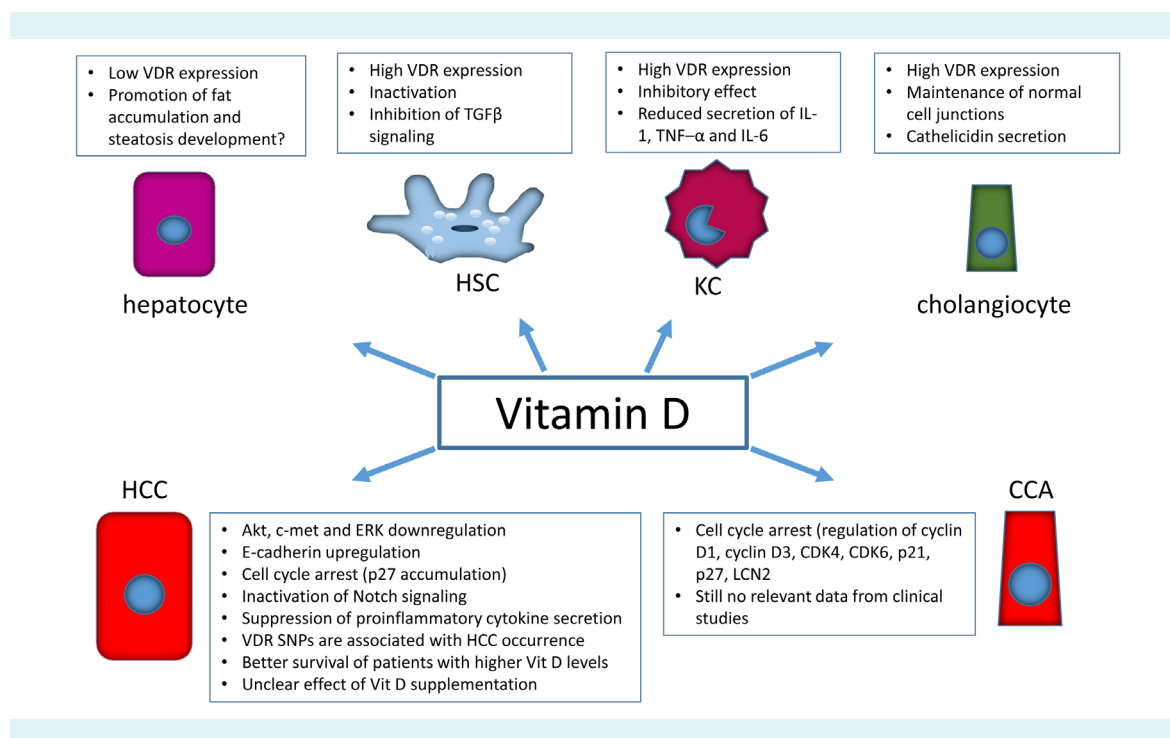 • Low VDR expression
• Promotion of fat
accumulation and
steatosis development?
hepatocyte
• High VDR expression
• Inactivation
• Inhibition of TGFβ
signaling
HSC
• High VDR expression
• Inhibitory effect
• Reduced secretion of IL-
1, TNF–α and IL-6
KC
• High VDR expression
• Maintenance of normal
cell junctions
• Cathelicidin secretion
cholangiocyte
Vitamin D
HCC
• Akt, c-met and ERK downregulation
• E-cadherin upregulation
• Cell cycle arrest (p27 accumulation)
• Inactivation of Notch signaling
• Suppression of proinflammatory cytokine secretion
• VDR SNPs are associated with HCC occurrence
• Better survival of patients with higher Vit D levels
• Unclear effect of Vit D supplementation
CCA
• Cell cycle arrest (regulation of cyclin
D1, cyclin D3, CDK4, CDK6, p21,
p27, LCN2
• Still no relevant data from clinical
studies